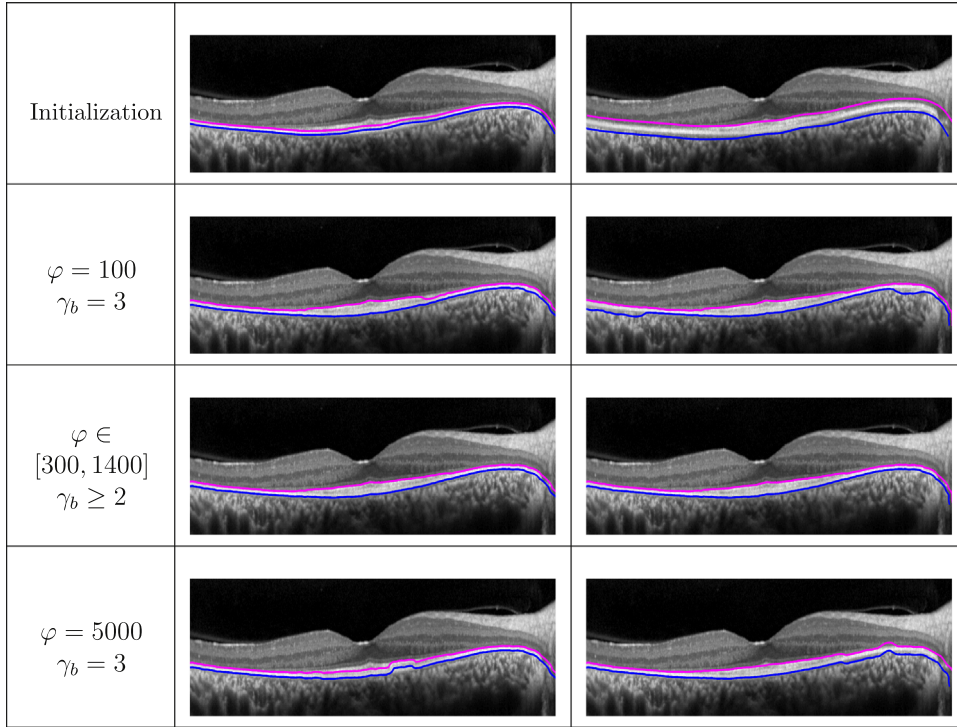 Initialization
φ = 100
γ_b = 3
φ ∈
[300, 1400]
γ_b ≥ 2
φ = 5000
γ_b = 3